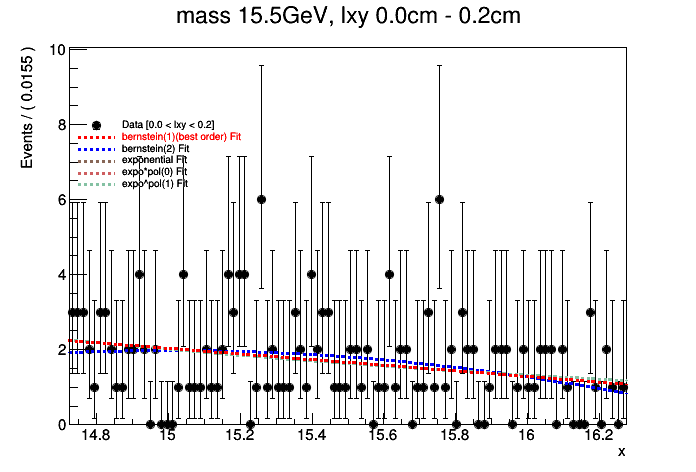 mass 15.5GeV, lxy 0.0cm - 0.2cm
Events / ( 0.0155 )
10
8
6
4
2
0
Data [0.0 < lxy < 0.2]
bernstein(1)(best order) Fit
bernstein(2) Fit
exponential Fit
expo*pol(0) Fit
expo*pol(1) Fit
14.8 15 15.2 15.4 15.6 15.8 16 16.2
x